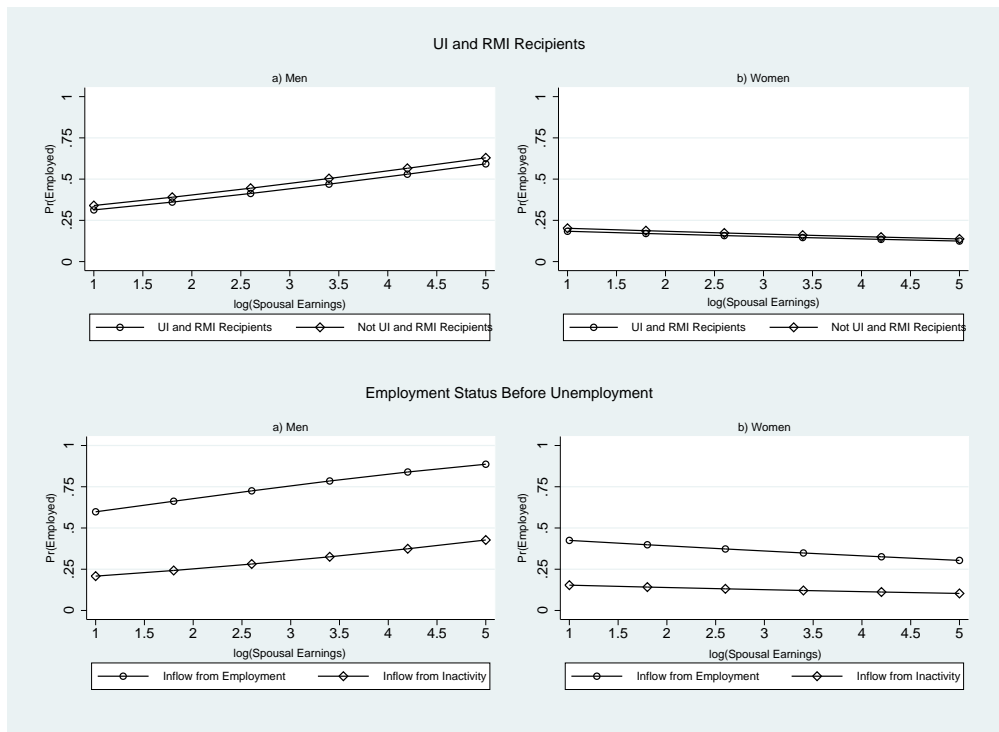 UI and RMI Recipients
a) Men
b) Women
Pr(Employed)
0 .25 .5 .75 1
1 1.5 2 2.5 3 3.5 4 4.5 5
log(Spousal Earnings)
UI and RMI Recipients Not UI and RMI Recipients
Pr(Employed)
0 .25 .5 .75 1
1 1.5 2 2.5 3 3.5 4 4.5 5
log(Spousal Earnings)
UI and RMI Recipients Not UI and RMI Recipients
Employment Status Before Unemployment
a) Men
b) Women
Pr(Employed)
0 .25 .5 .75 1
1 1.5 2 2.5 3 3.5 4 4.5 5
log(Spousal Earnings)
Inflow from Employment Inflow from Inactivity
Pr(Employed)
0 .25 .5 .75 1
1 1.5 2 2.5 3 3.5 4 4.5 5
log(Spousal Earnings)
Inflow from Employment Inflow from Inactivity